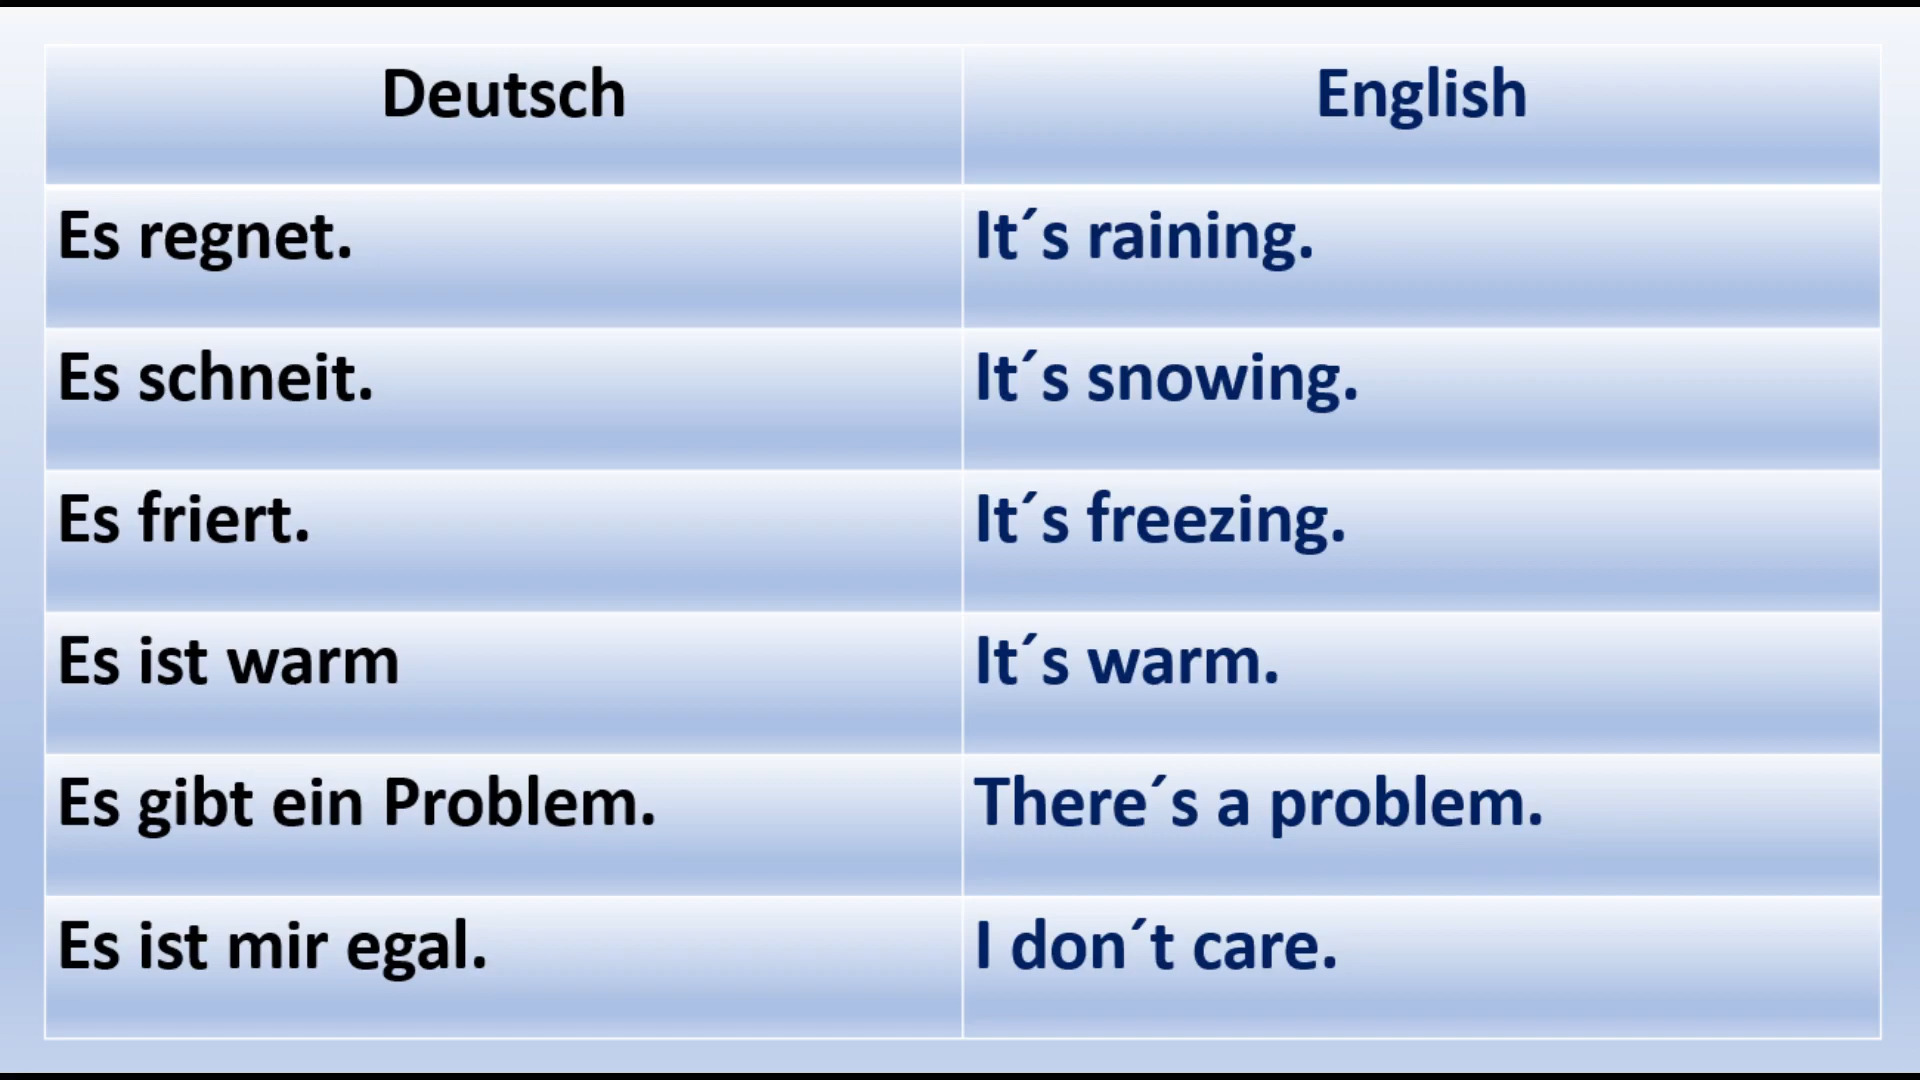 Deutsch English
Es regnet. It´s raining.
Es schneit. It´s snowing.
Es friert. It´s freezing.
Es ist warm It´s warm.
Es gibt ein Problem. There´s a problem.
Es ist mir egal. I don´t care.